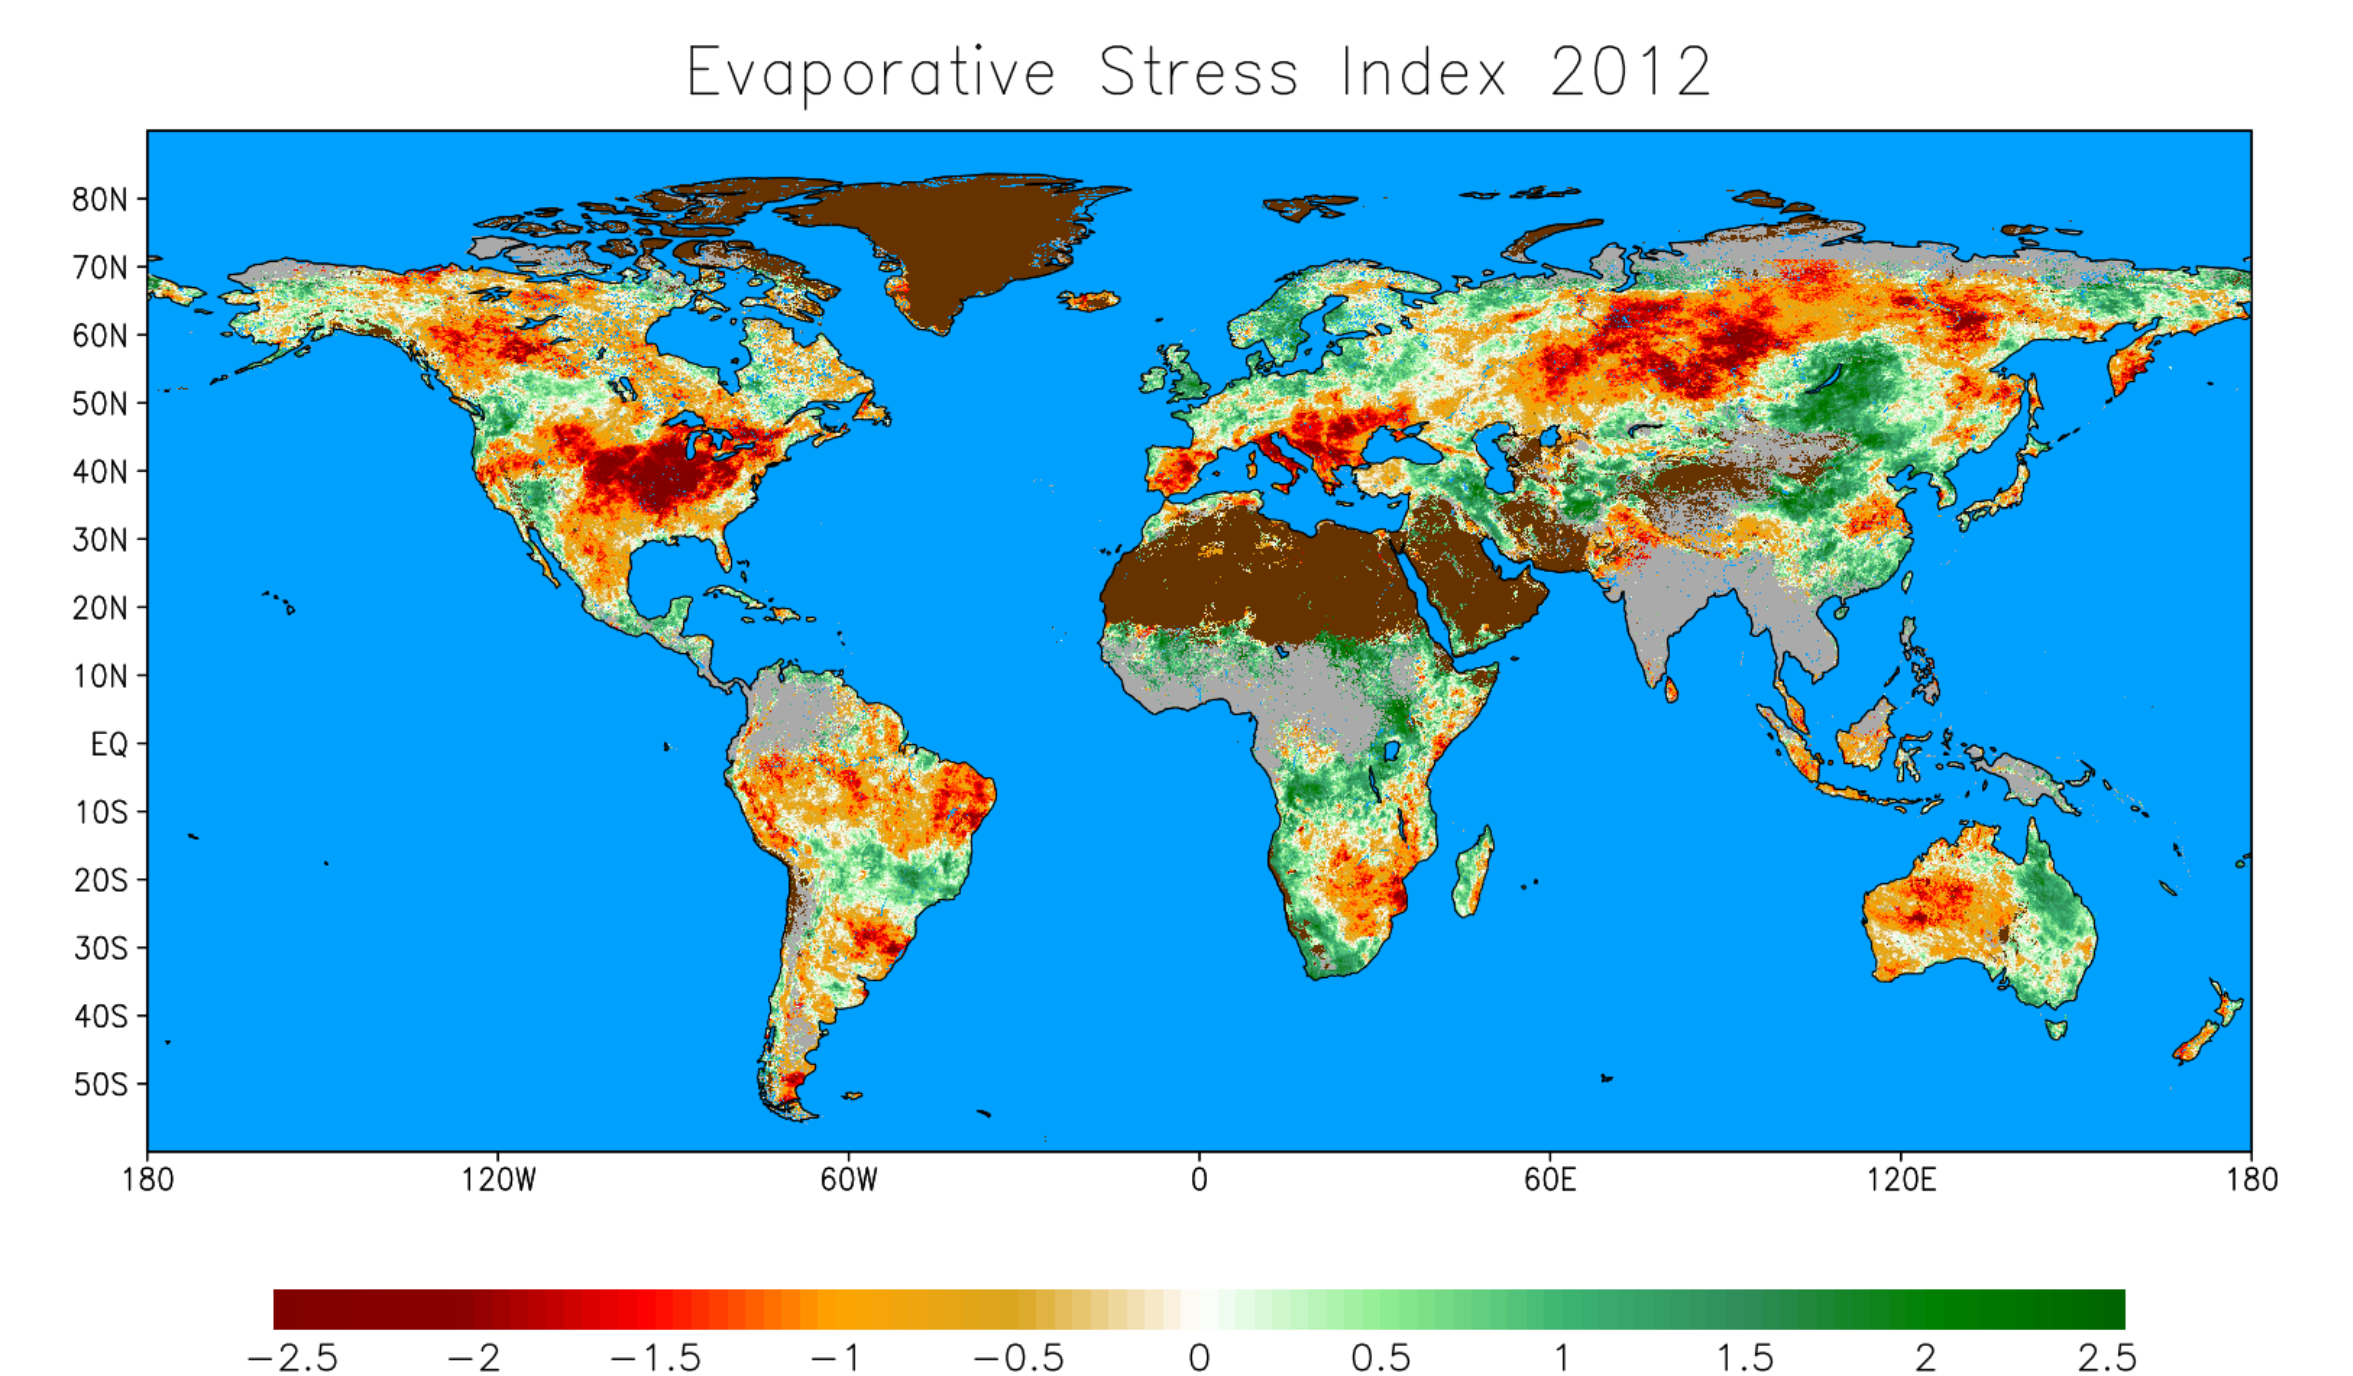 Evaporative Stress Index 2012
80N
70N
60N
50N
40N
30N
20N
10N
EQ
10S
20S
30S
40S
50S
180 120W 60W 0 60E 120E 180
−2.5 −2 −1.5 −1 −0.5 0 0.5 1 1.5 2 2.5